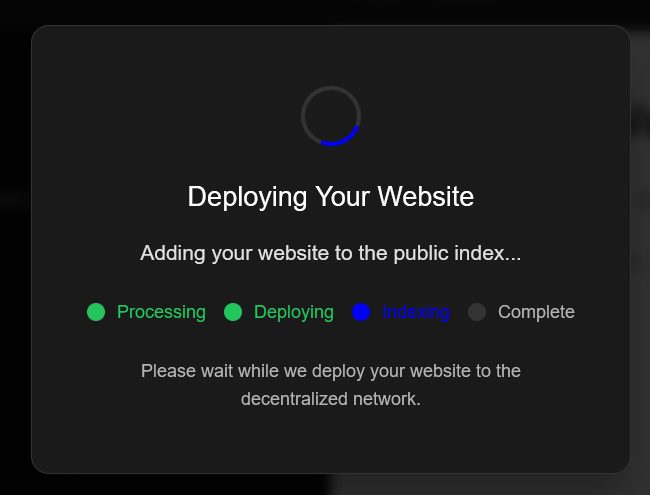 Deploying Your Website
Adding your website to the public index...
Processing Deploying Indexing Complete
Please wait while we deploy your website to the
decentralized network.